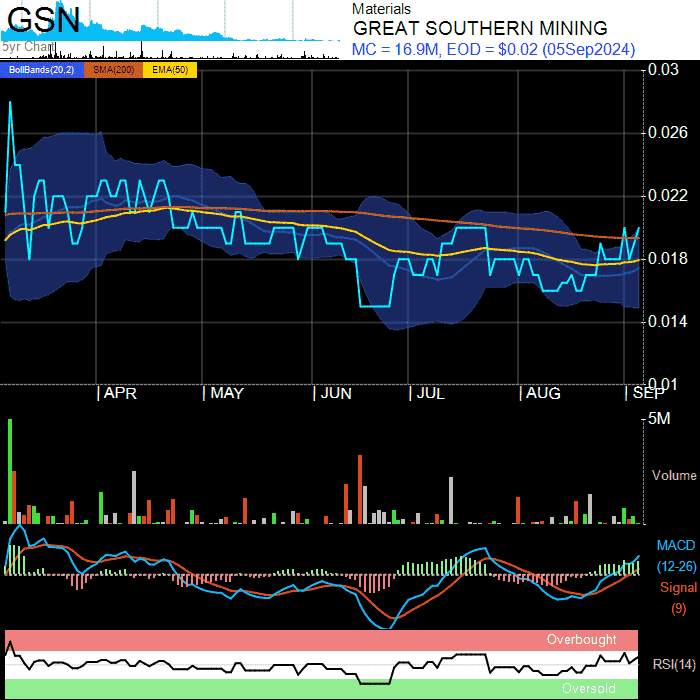 GSN
5yr Chart
Materials
GREAT SOUTHERN MINING
MC = 16.9M, EOD = $0.02 (05Sep2024)
BollBands(20,2) SMA(200) EMA(50)
0.03
0.026
0.022
0.018
0.014
0.01
APR MAY JUN JUL AUG SEP
5M
Volume
MACD
(12-26)
Signal
(9)
Overbought
RSI(14)
Oversold